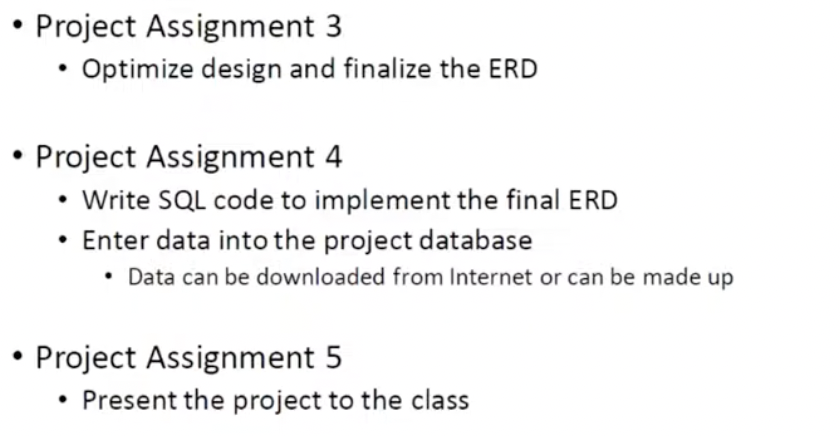 • Project Assignment 3
• Optimize design and finalize the ERD
• Project Assignment 4
• Write SQL code to implement the final ERD
• Enter data into the project database
• Data can be downloaded from Internet or can be made up
• Project Assignment 5
• Present the project to the class